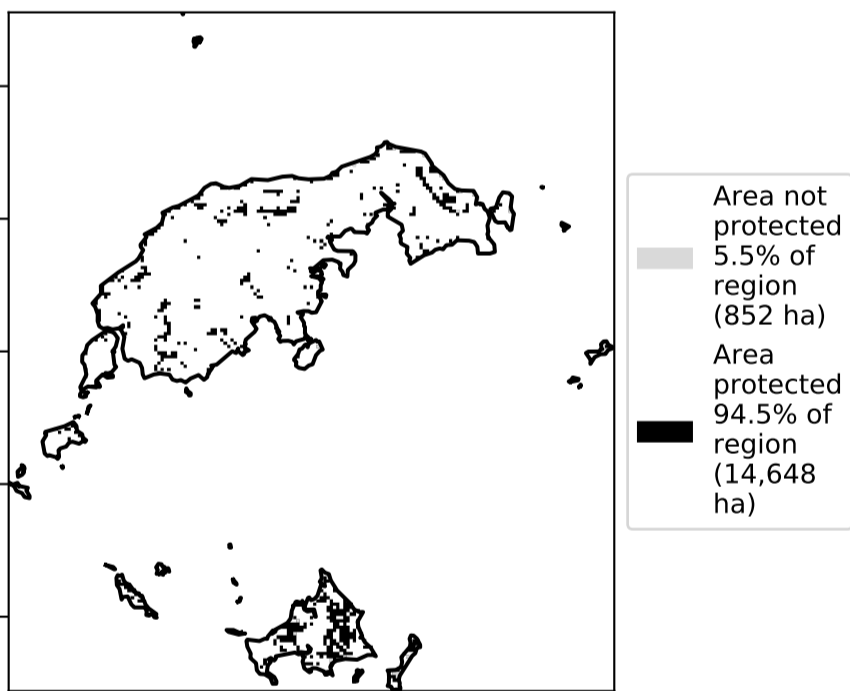 Area not
protected
5.5% of
region
(852 ha)
Area
protected
94.5% of
region
(14,648
ha)